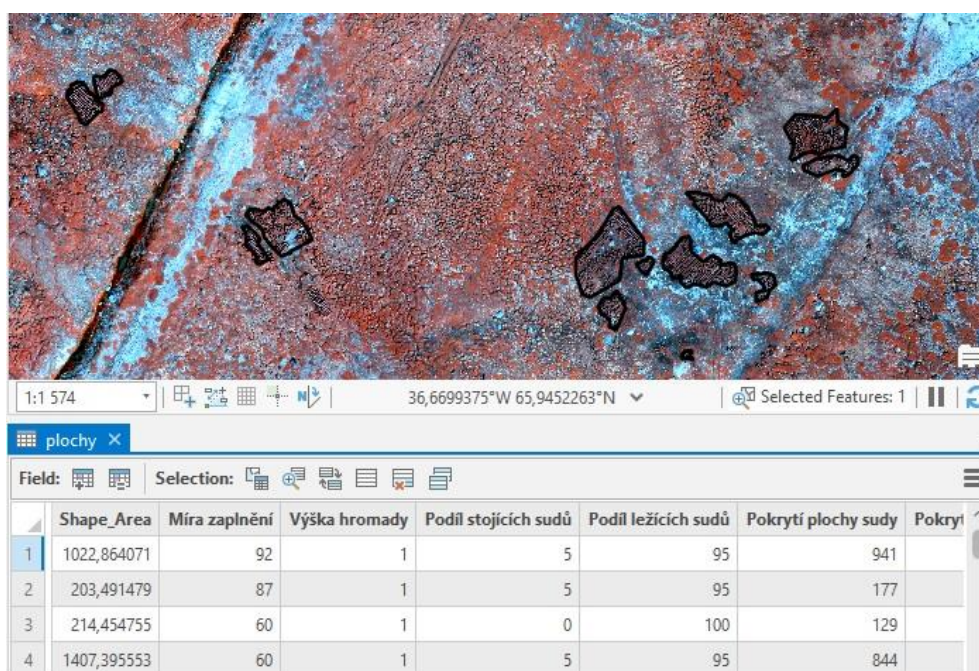 1:1 574 36,6699375°W 65,9452263°N Selected Features: 1
plochy
Field: Selection:
Shape_Area Míra zaplnění Výška hromady Podíl stojících sudů Podíl ležících sudů Pokrytí plochy sudy Pokryt
1 1022,864071 92 1 5 95 941
2 203,491479 87 1 5 95 177
3 214,454755 60 1 0 100 129
4 1407,395553 60 1 5 95 844